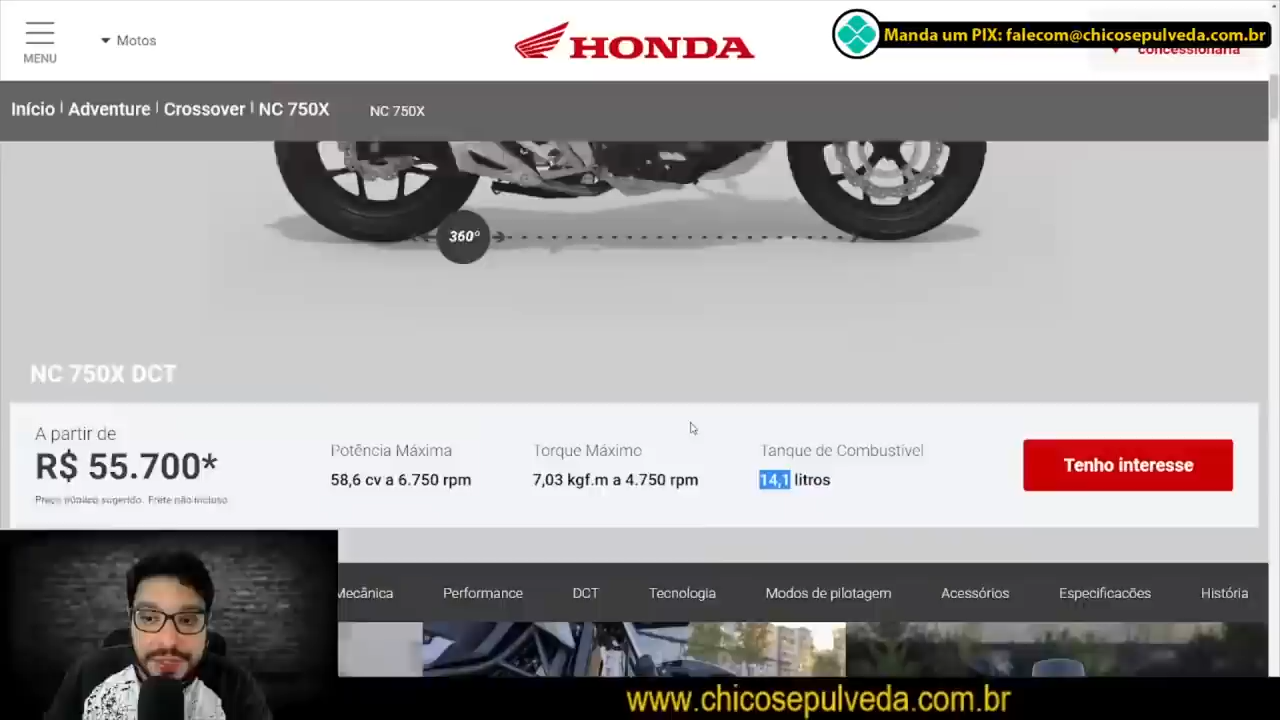 MENU
Motos
HONDA
Manda um PIX: falecom@chicosepulveda.com.br
concessionária
Início | Adventure | Crossover | NC 750X
NC 750X
360º
NC 750X DCT
A partir de
R$ 55.700*
Preço público sugerido. Frete não incluso
Potência Máxima
58,6 cv a 6.750 rpm
Torque Máximo
7,03 kgf.m a 4.750 rpm
Tanque de Combustível
14,1 litros
Tenho interesse
Mecânica
Performance
DCT
Tecnologia
Modos de pilotagem
Acessórios
Especificações
História
www.chicosepulveda.com.br